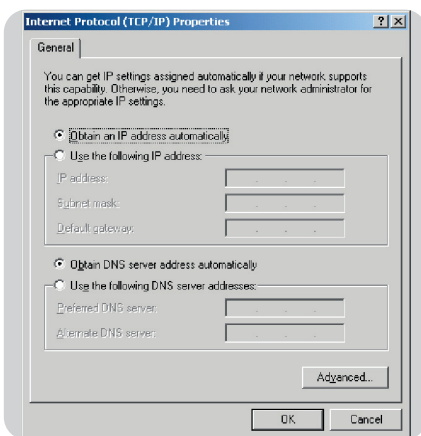 Internet Protocol (TCP/IP) Properties
General
You can get IP settings assigned automatically if your network supports
this capability. Otherwise, you need to ask your network administrator for
the appropriate IP settings.
Obtain an IP address automatically
Use the following IP address:
IP address:
Subnet mask:
Default gateway:
Obtain DNS server address automatically
Use the following DNS server addresses:
Preferred DNS server:
Alternate DNS server:
Advanced...
OK
Cancel